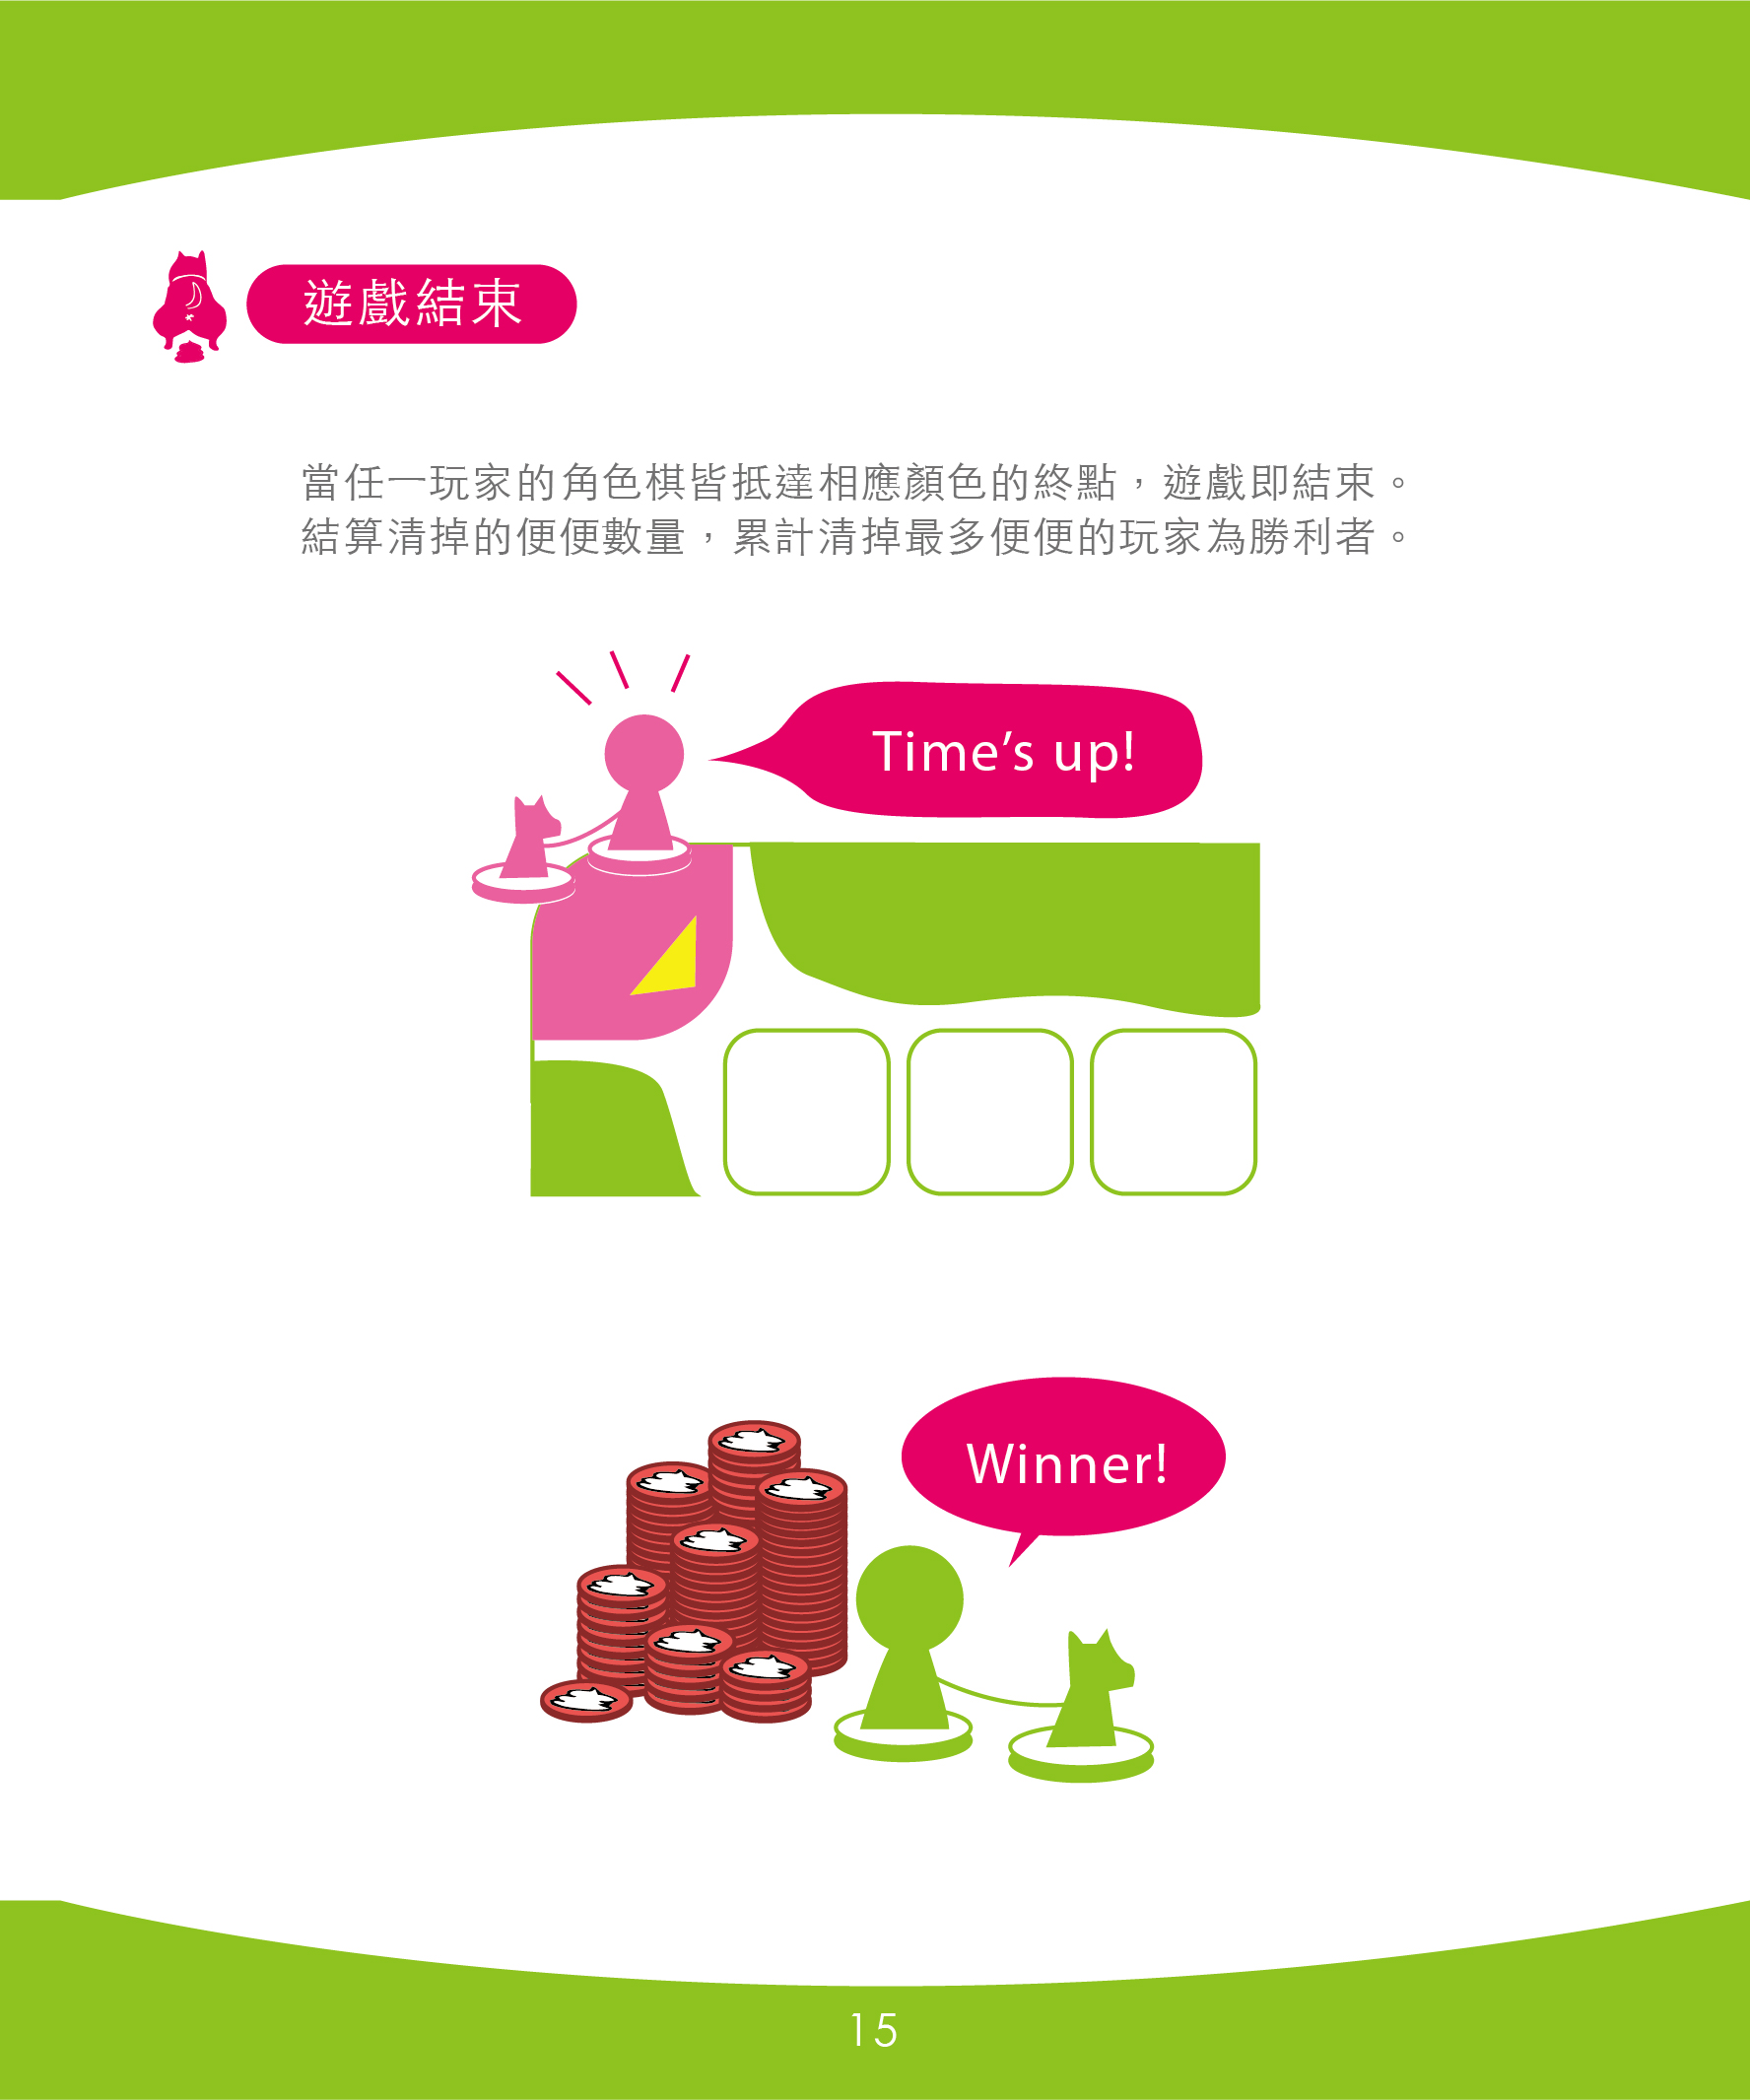 遊戲結束
當任一玩家的角色棋皆抵達相應顏色的終點，遊戲即結束。
結算清掉的便便數量，累計清掉最多便便的玩家為勝利者。
Time’s up!
Winner!
15